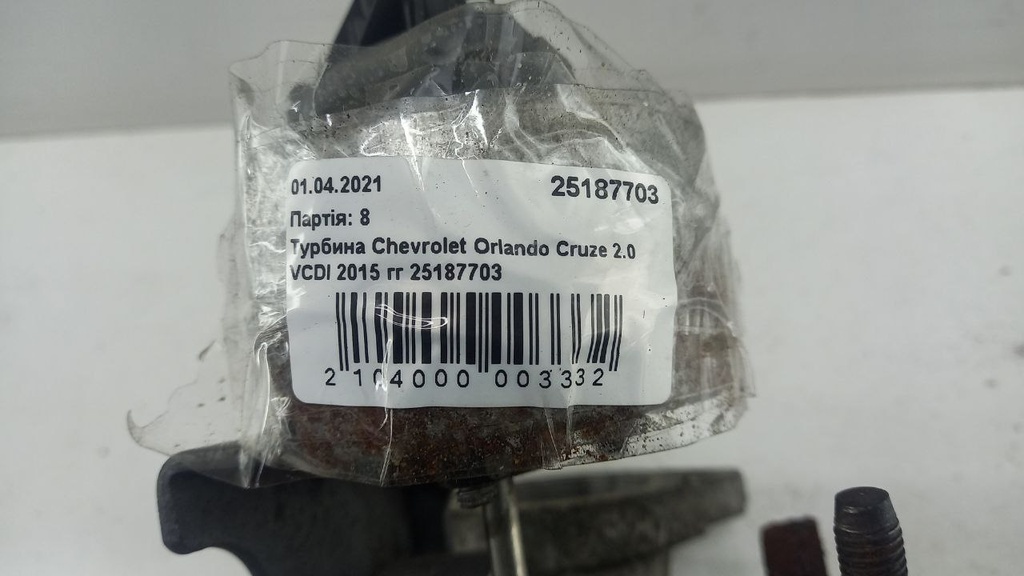 01.04.2021 25187703
Партія: 8
Турбина Chevrolet Orlando Cruze 2.0
VCDI 2015 гг 25187703
2 104000 003332